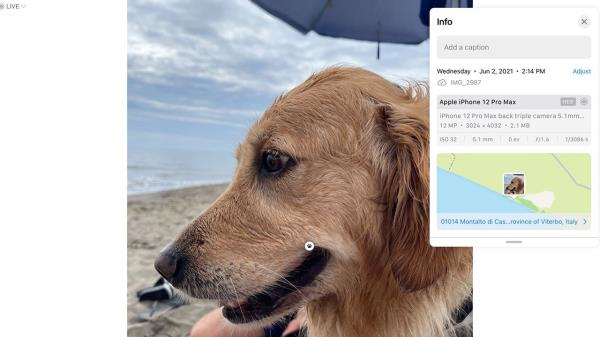 LIVE
Info
Add a caption
Wednesday • Jun 2, 2021 • 2:14 PM Adjust
IMG_2987
Apple iPhone 12 Pro Max HEIF
iPhone 12 Pro Max back triple camera 5.1mm...
12 MP • 3024 × 4032 • 2.1 MB
ISO 32 5.1 mm 0 ev ƒ/1.6 1/3086 s
01014 Montalto di Cas...rovince of Viterbo, Italy